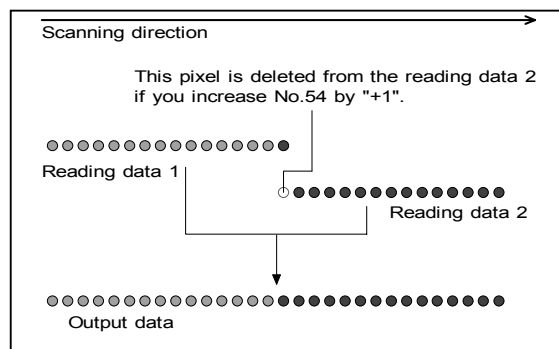 Scanning direction
This pixel is deleted from the reading data 2
if you increase No.54 by "+1".
Reading data 1
Reading data 2
Output data